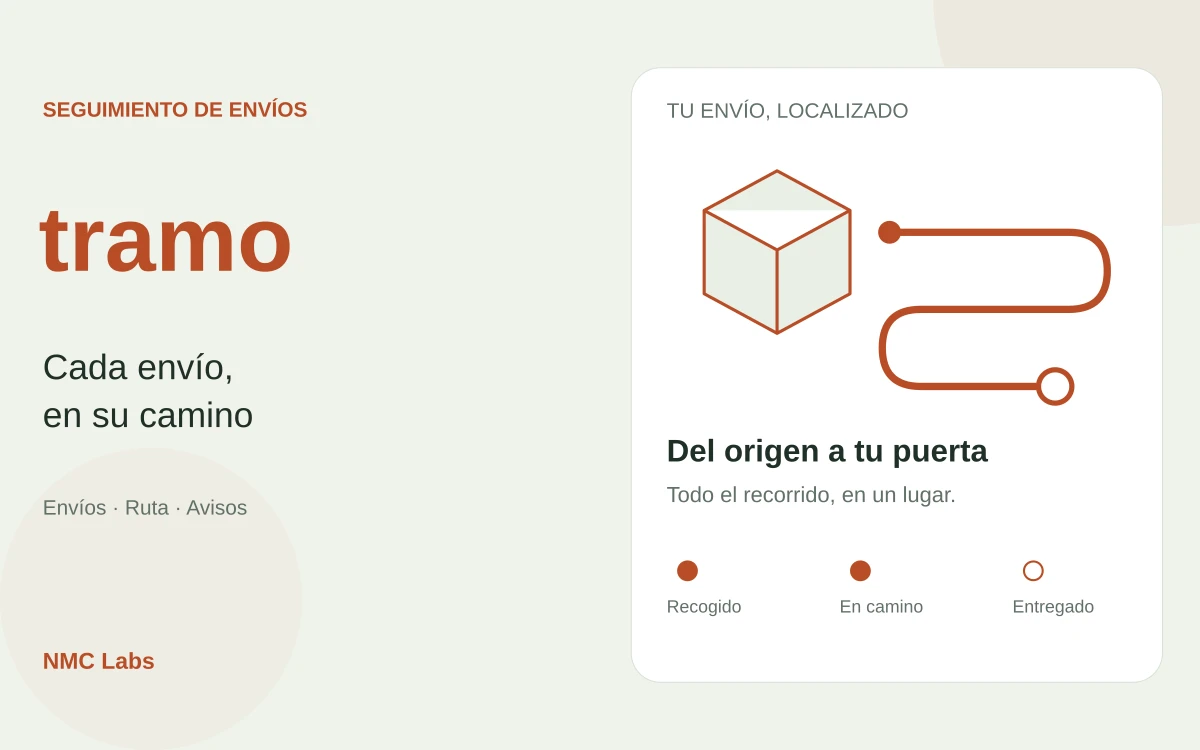 SEGUIMIENTO DE ENVÍOS
tramo
Cada envío,
en su camino
Envíos · Ruta · Avisos
NMC Labs
TU ENVÍO, LOCALIZADO
Del origen a tu puerta
Todo el recorrido, en un lugar.
Recogido
En camino
Entregado